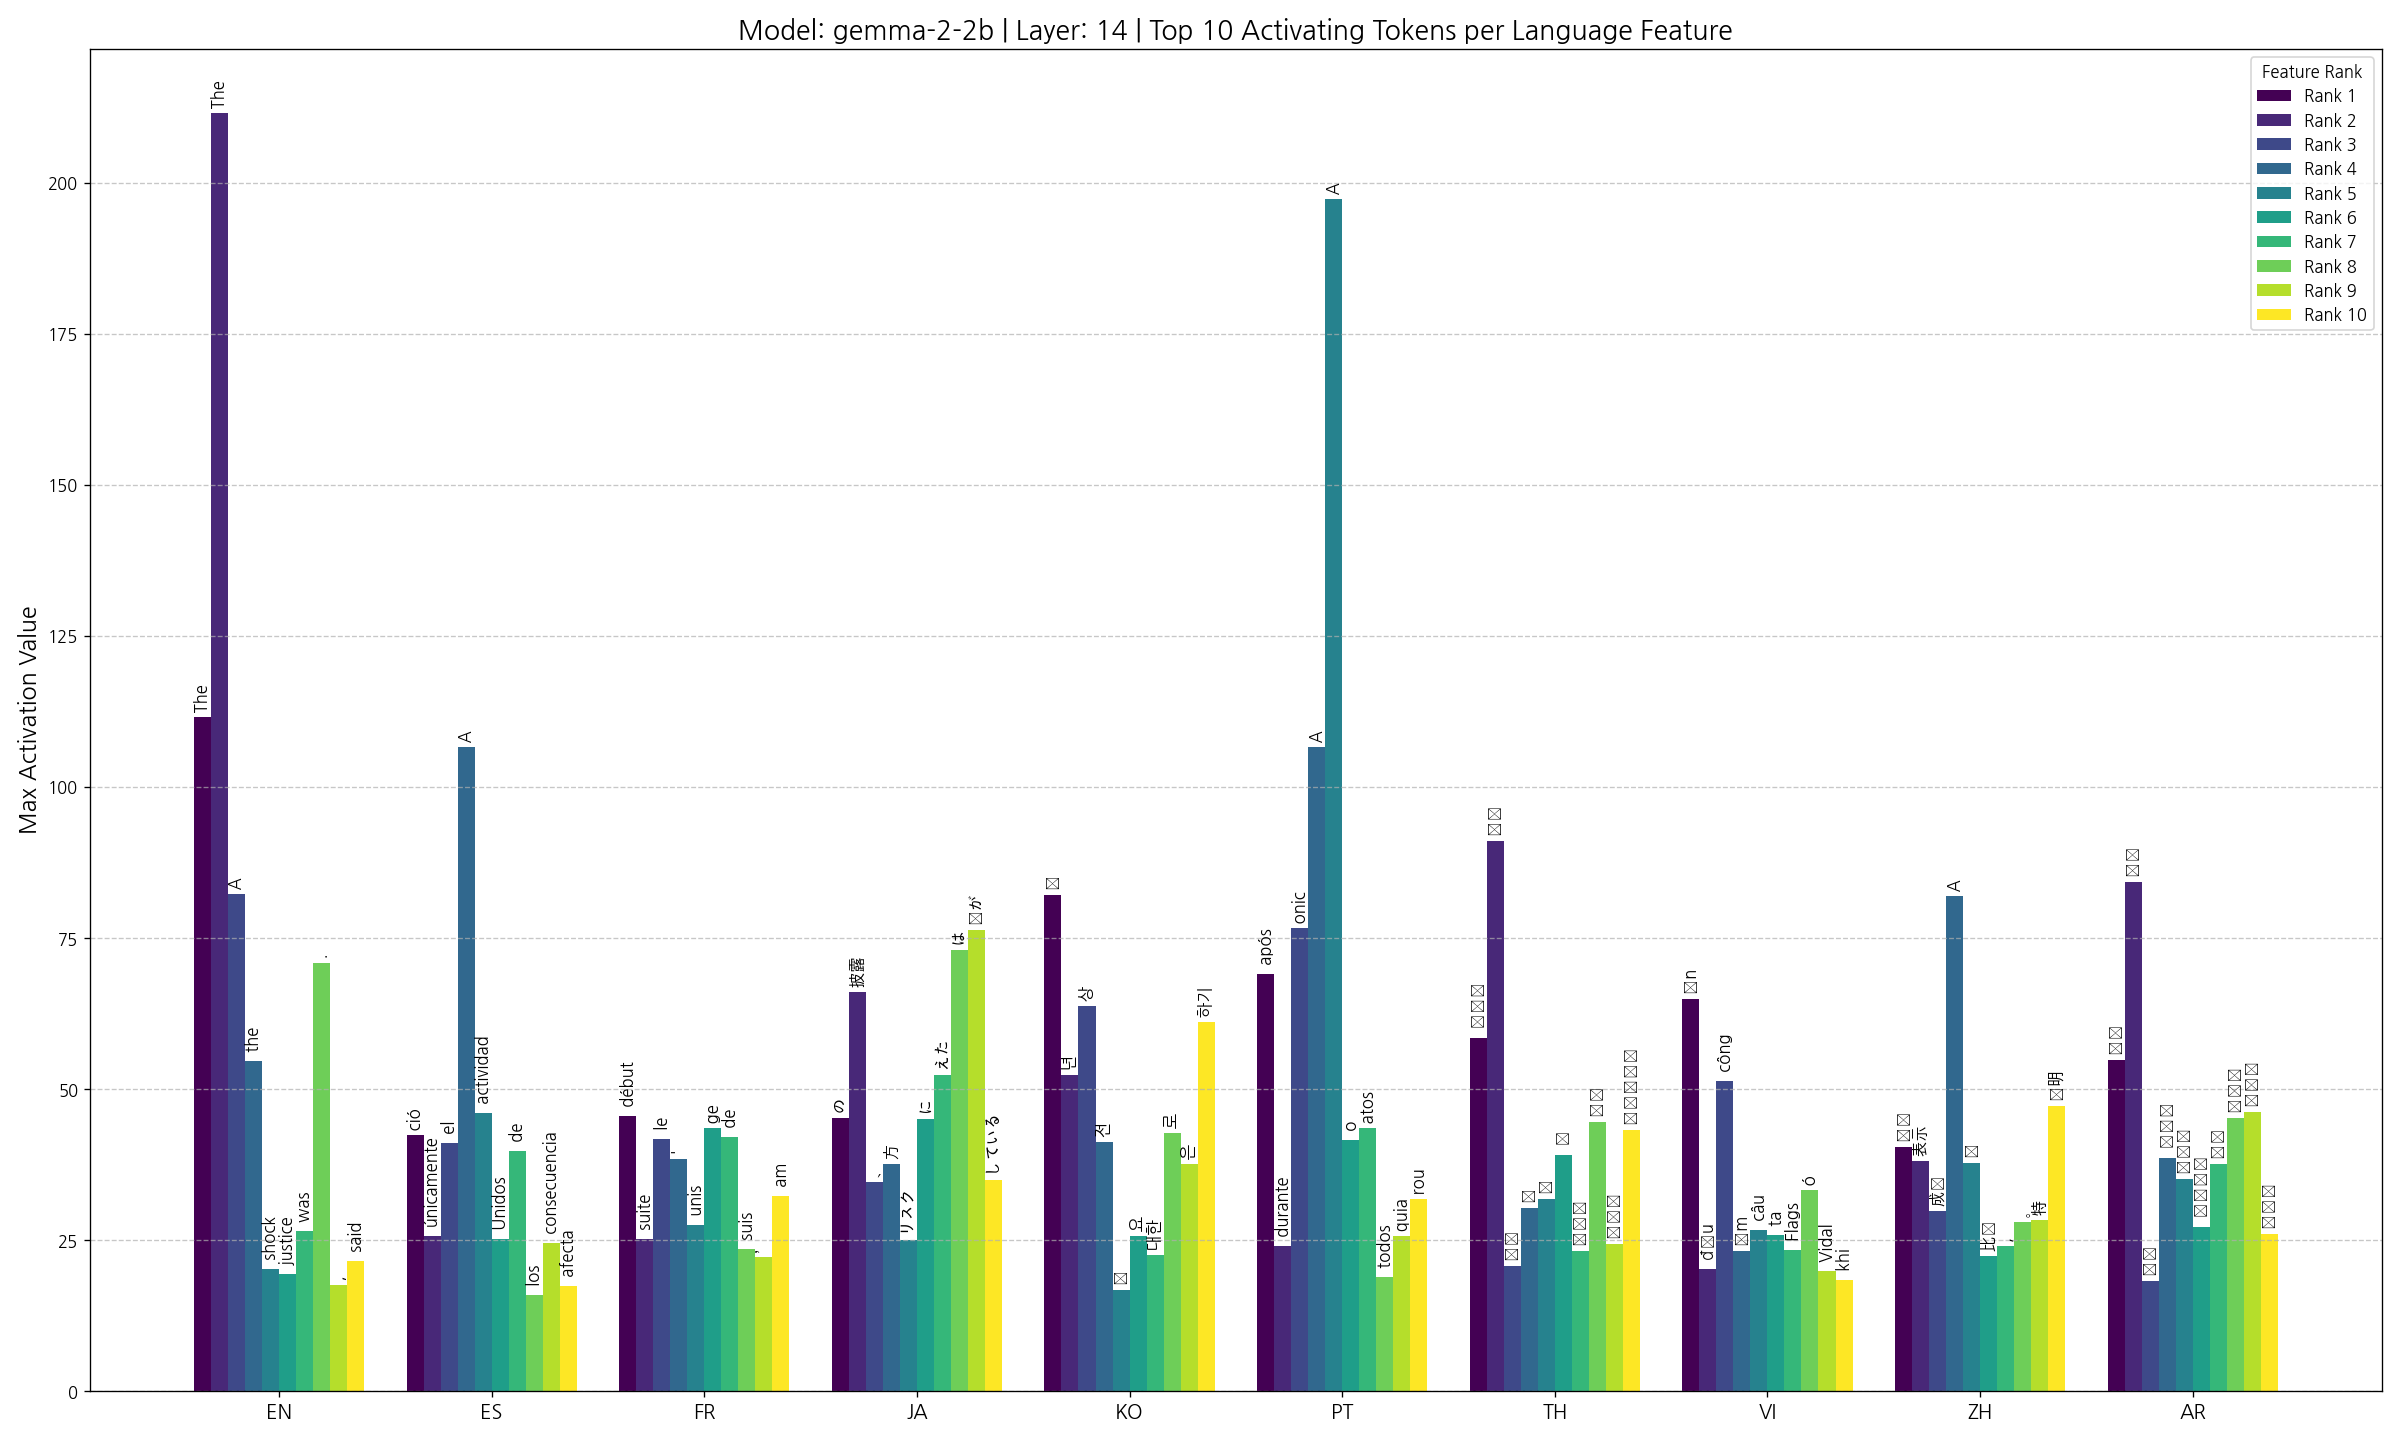 Model: gemma-2-2b | Layer: 14 | Top 10 Activating Tokens per Language Feature
Max Activation Value
200
175
150
125
100
75
50
25
0
The
The
A
the
shock
justice
was
.
,
said
ció
únicamente
el
A
actividad
Unidos
de
los
consecuencia
afecta
début
suite
le
unis
ge
de
suis
,
am
の
披露
、
方
リスク
に
えた
は
が
している
년
상
전
요
대한
로
은
하기
após
durante
onic
A
A
o
atos
todos
quia
rou
n
đu
công
m
câu
ta
Flags
ó
Vidal
khi
表示
成
A
比
,
。
特
明
EN
ES
FR
JA
KO
PT
TH
VI
ZH
AR
Feature Rank
Rank 1
Rank 2
Rank 3
Rank 4
Rank 5
Rank 6
Rank 7
Rank 8
Rank 9
Rank 10